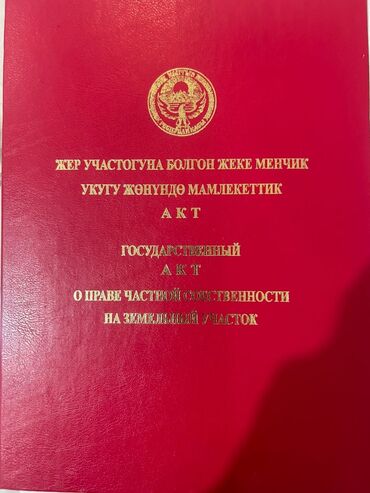 ЖЕР УЧАСТОГУНА БОЛГОН ЖЕКЕ МЕНЧИК
УКУГУ ЖӨНҮНДӨ МАМЛЕКЕТТИК
АКТ
ГОСУДАРСТВЕННЫЙ
АКТ
О ПРАВЕ ЧАСТНОЙ СОБСТВЕННОСТИ
НА ЗЕМЕЛЬНЫЙ УЧАСТОК